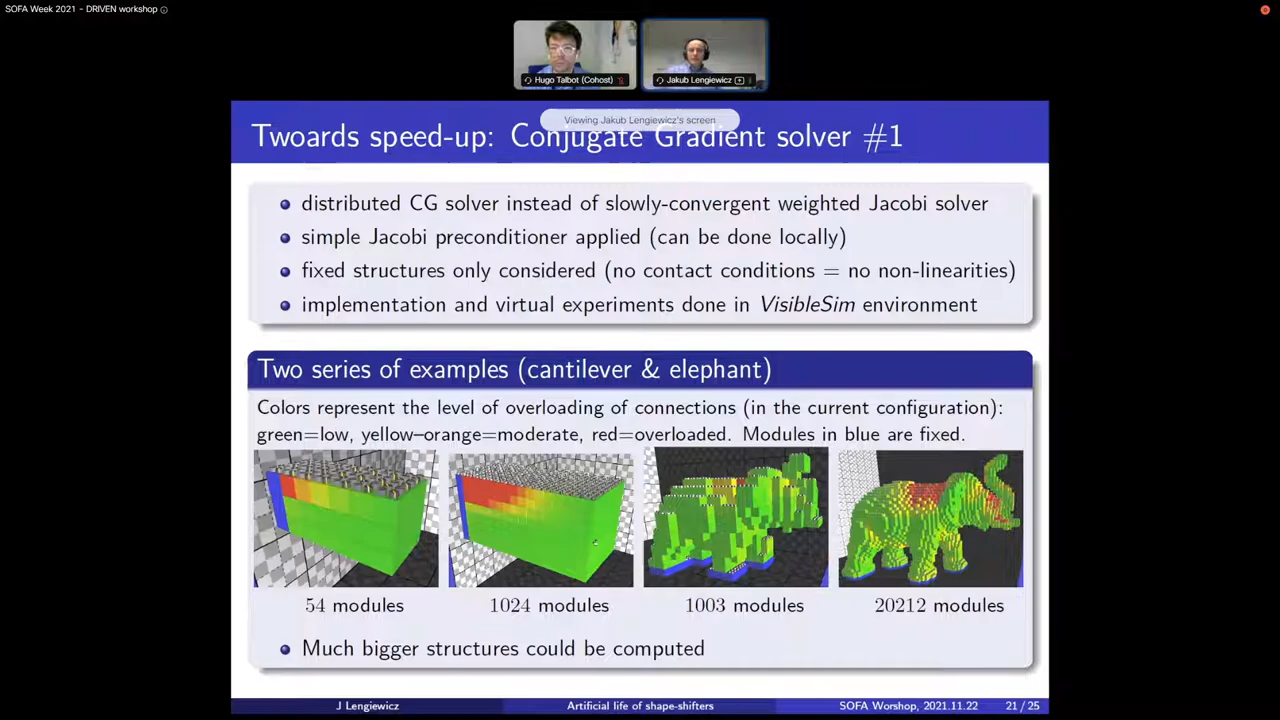 SOFA Week 2021 - DRIVEN workshop
Hugo Talbot (Cohost)
Jakub Lengiewicz
Viewing Jakub Lengiewicz's screen
Twoards speed-up: Conjugate Gradient solver #1
distributed CG solver instead of slowly-convergent weighted Jacobi solver
simple Jacobi preconditioner applied (can be done locally)
fixed structures only considered (no contact conditions = no non-linearities)
implementation and virtual experiments done in VisibleSim environment
Two series of examples (cantilever & elephant)
Colors represent the level of overloading of connections (in the current configuration):
green=low, yellow–orange=moderate, red=overloaded. Modules in blue are fixed.
54 modules
1024 modules
1003 modules
20212 modules
Much bigger structures could be computed
J Lengiewicz
Artificial life of shape-shifters
SOFA Worshop, 2021.11.22
21 / 25